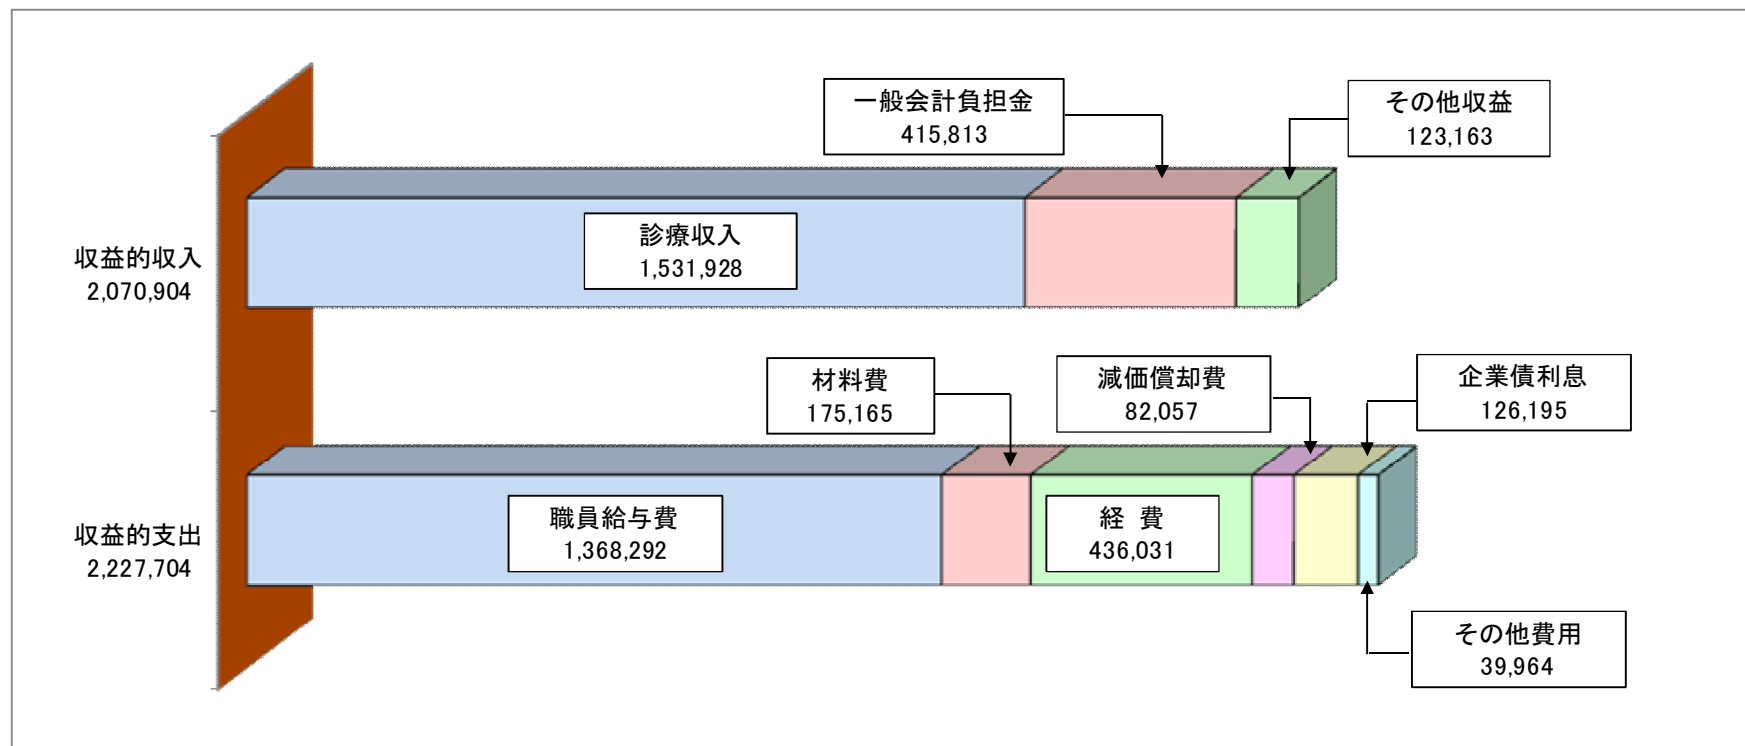 一般会計負担金
415,813
その他収益
123,163
診療収入
1,531,928
収益的収入
2,070,904
材料費
175,165
減価償却費
82,057
企業債利息
126,195
職員給与費
1,368,292
経 費
436,031
収益的支出
2,227,704
その他費用
39,964